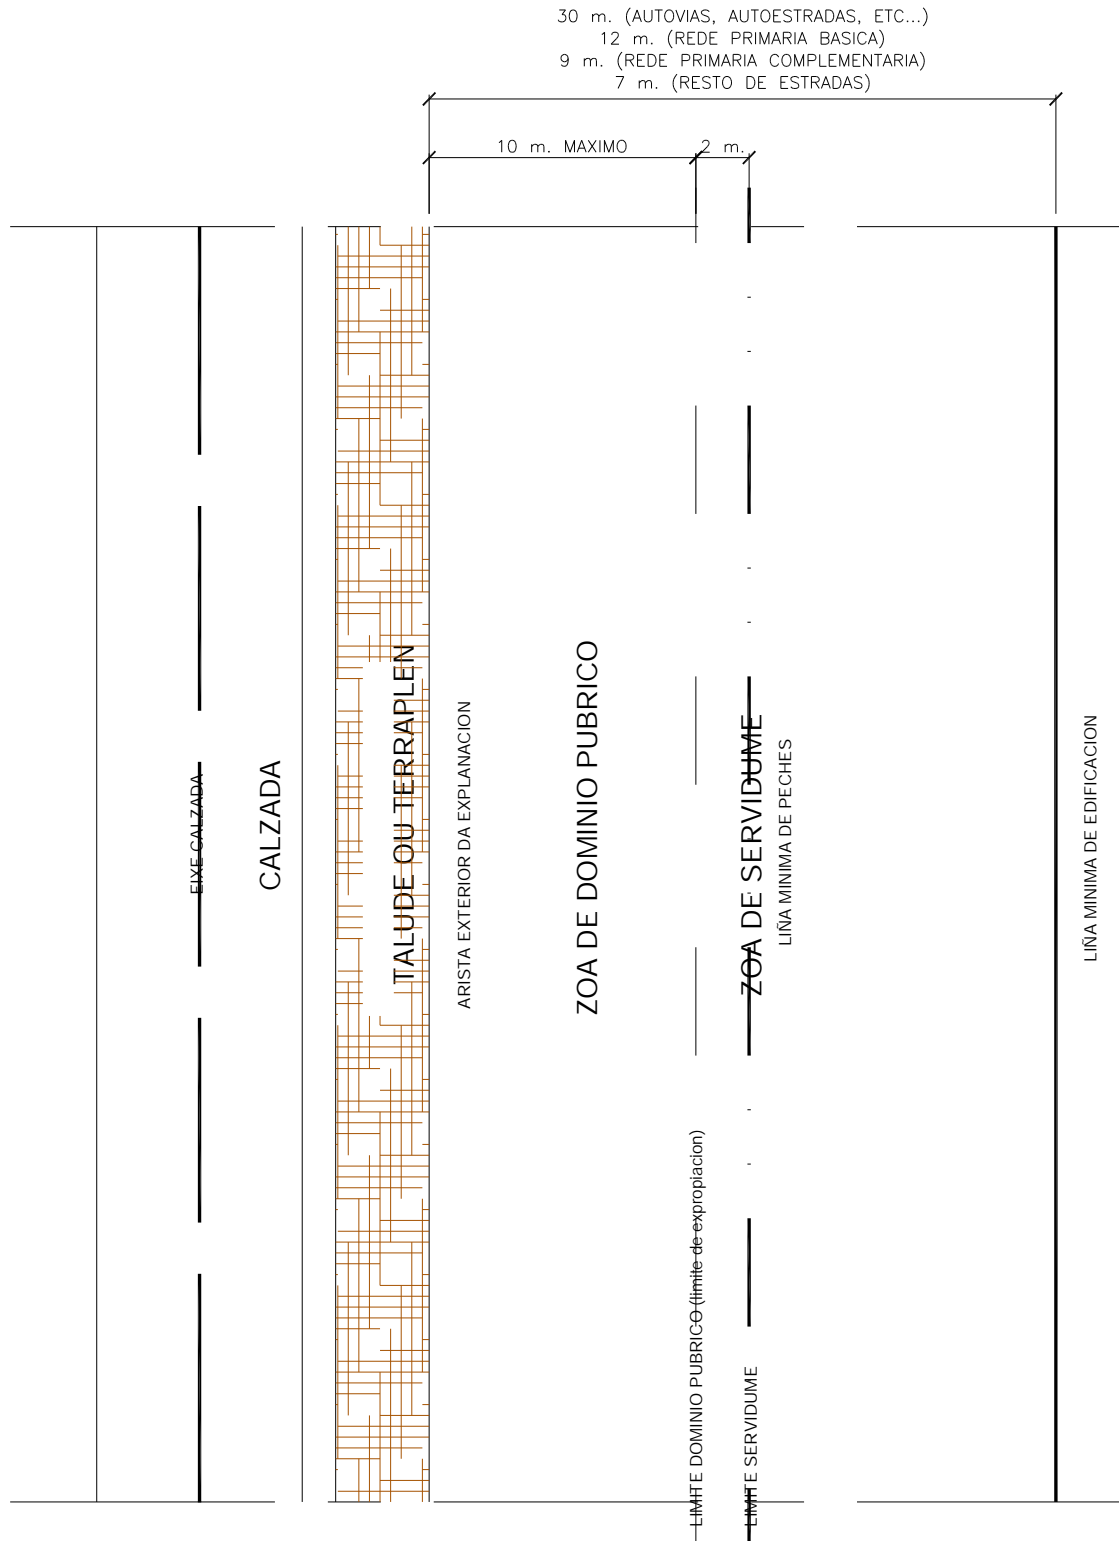 30 m. (AUTOVIAS, AUTOESTRADAS, ETC...)
12 m. (REDE PRIMARIA BASICA)
9 m. (REDE PRIMARIA COMPLEMENTARIA)
7 m. (RESTO DE ESTRADAS)
10 m. MAXIMO
2 m.
EIXE CALZADA
CALZADA
TALUDE OU TERRAPLEN
ARISTA EXTERIOR DA EXPLANACION
ZOA DE DOMINIO PUBRICO
LIMITE DOMINIO PUBRICO (limite de expropiacion)
ZOA DE SERVIDUME
LIMITE SERVIDUME
LIÑA MINIMA DE PECHES
LIÑA MINIMA DE EDIFICACION